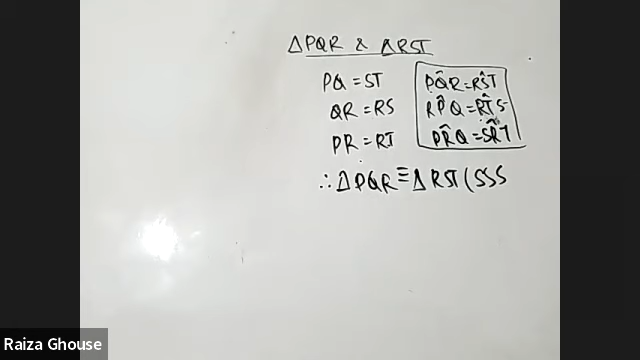 ΔPQR & ΔRST
PQ = ST
QR = RS
PR = RT
PQ̂R = RŜT
RP̂Q = RT̂S
PR̂Q = SR̂T
∴ ΔPQR ≡ ΔRST (SSS
Raiza Ghouse